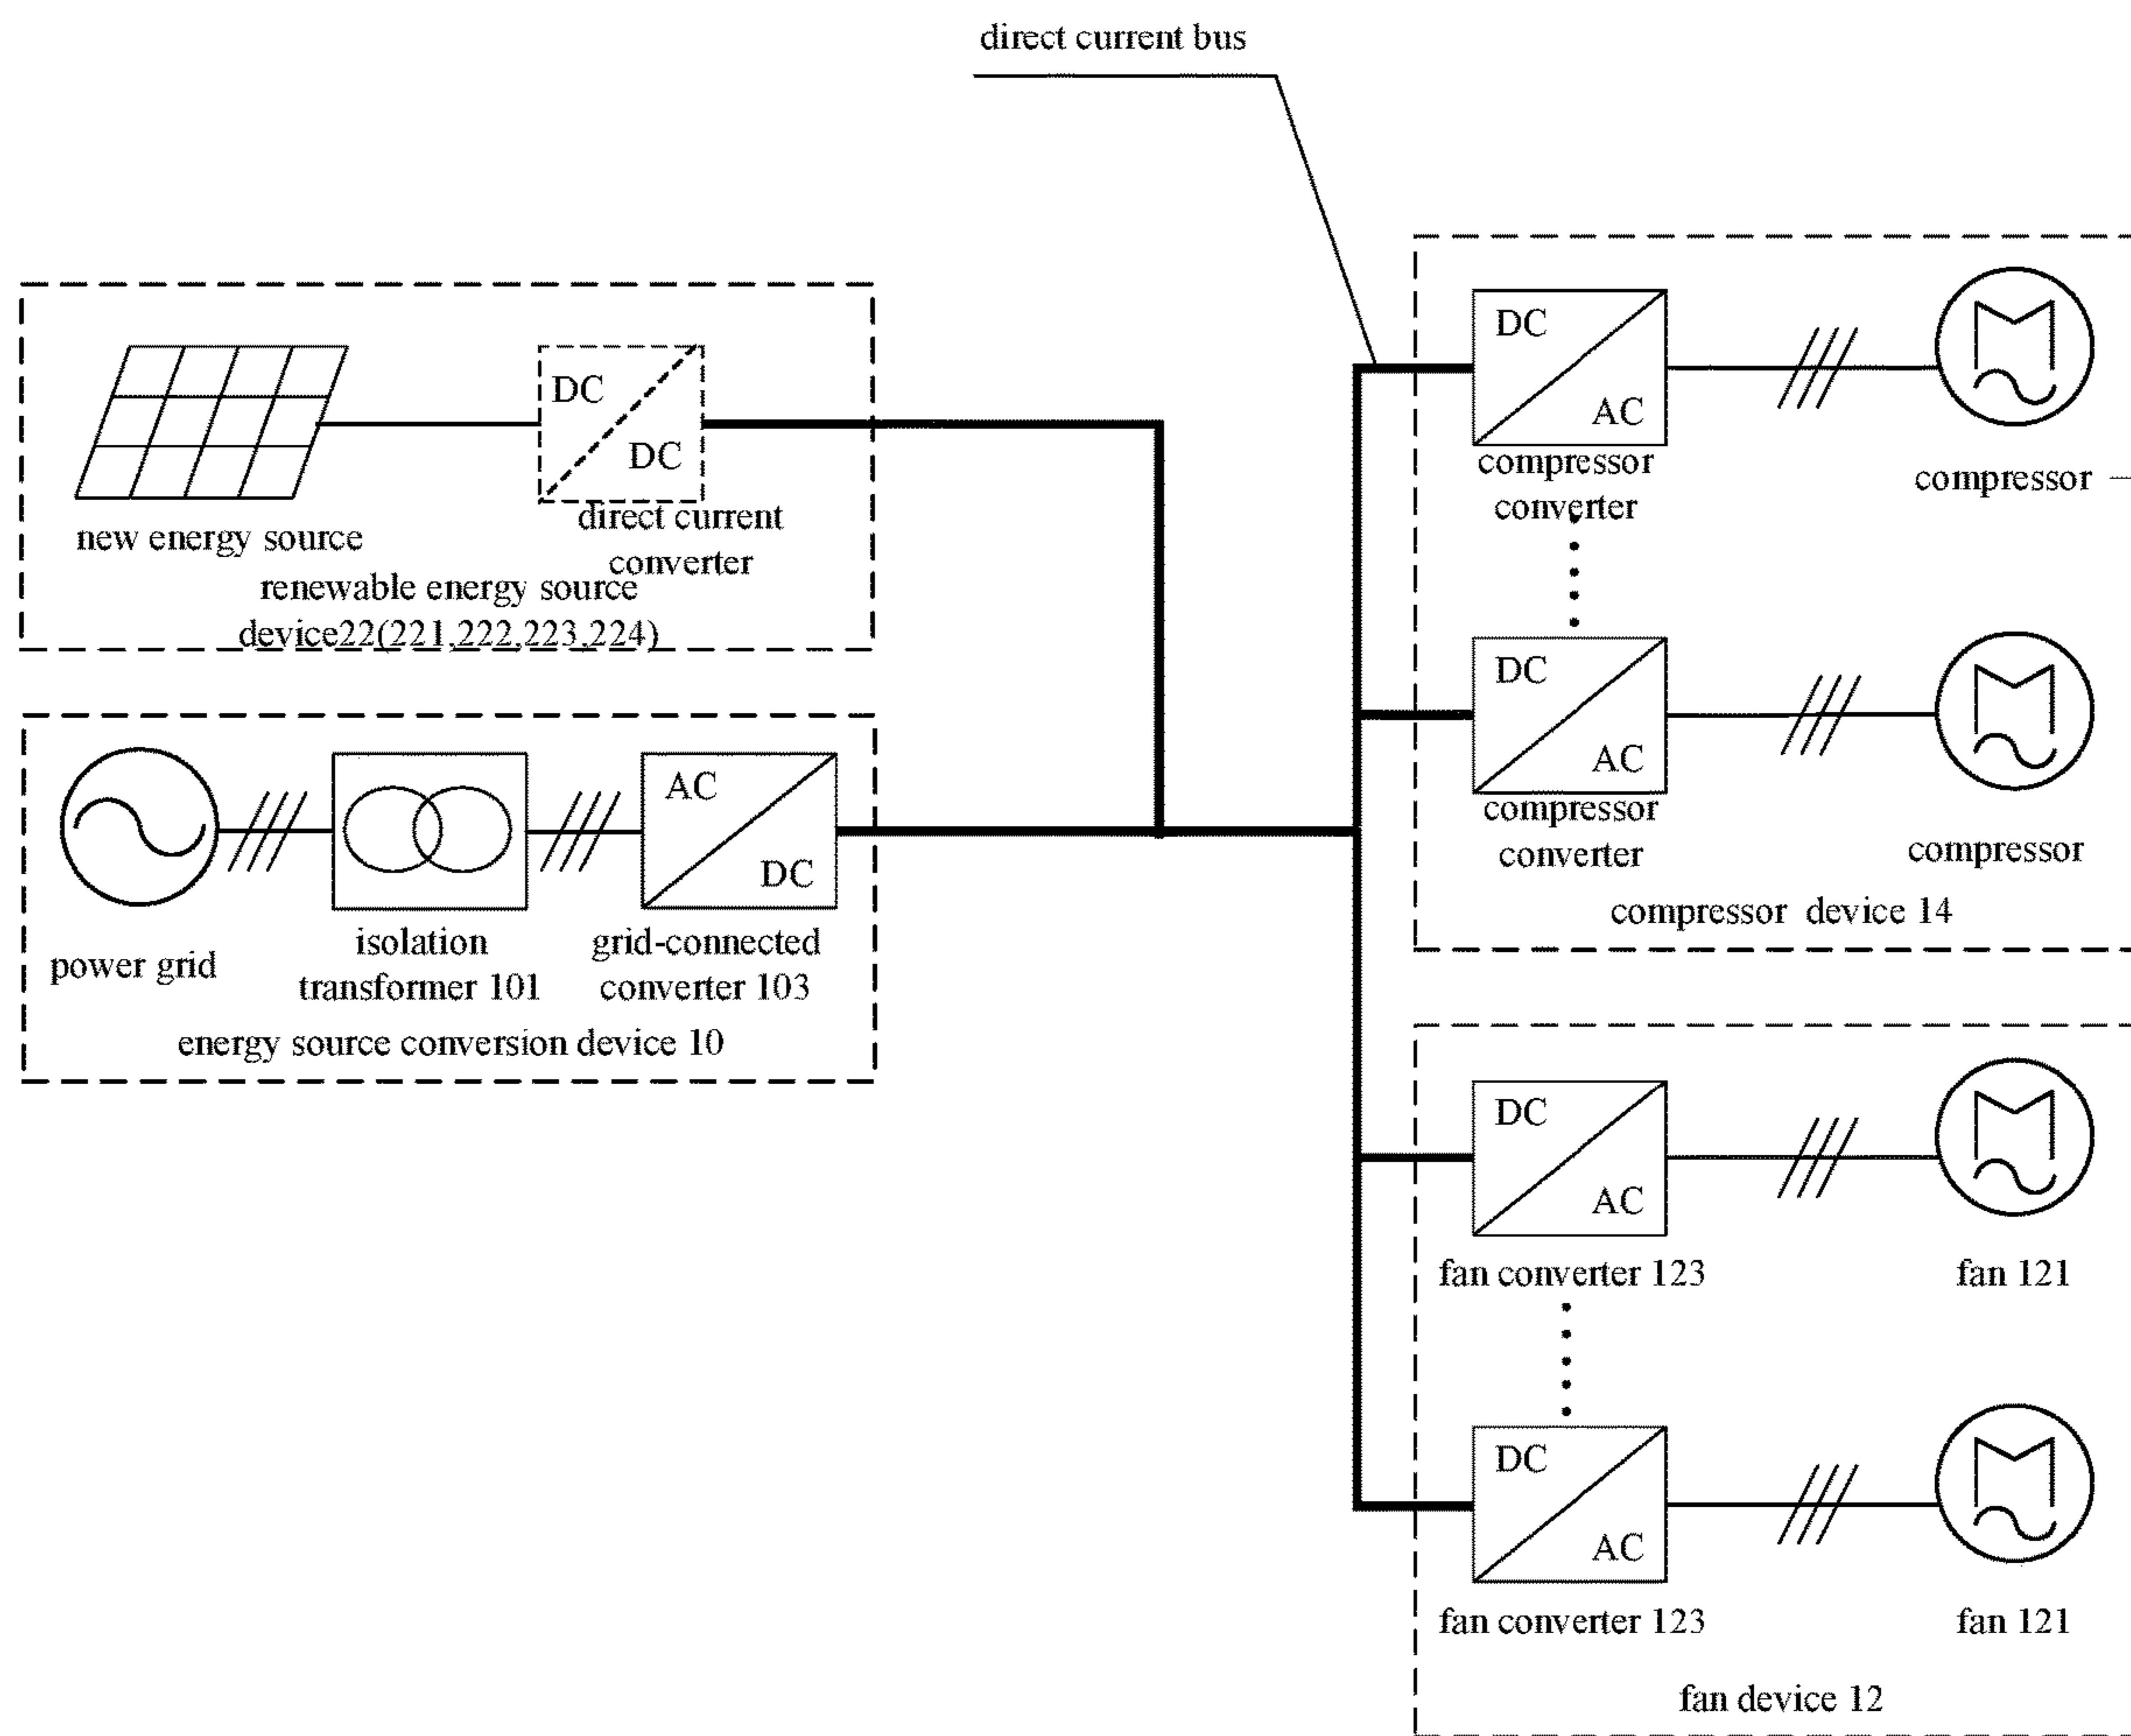 direct current bus
DC
DC
direct current
converter
new energy source
renewable energy source
device22(221,222,223,224)
AC
DC
power grid
isolation
transformer 101
grid-connected
converter 103
energy source conversion device 10
DC
AC
compressor
converter
compressor
DC
AC
compressor
converter
compressor
compressor device 14
DC
AC
fan converter 123
fan 121
DC
AC
fan converter 123
fan 121
fan device 12